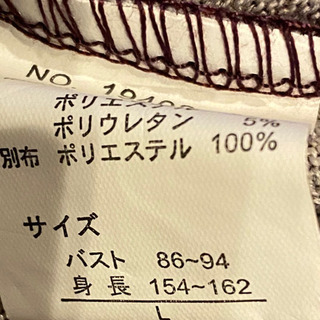 NO.
ポリエステル
ポリウレタン 5%
別布 ポリエステル 100%
サイズ
バスト 86~94
身長 154~162
L